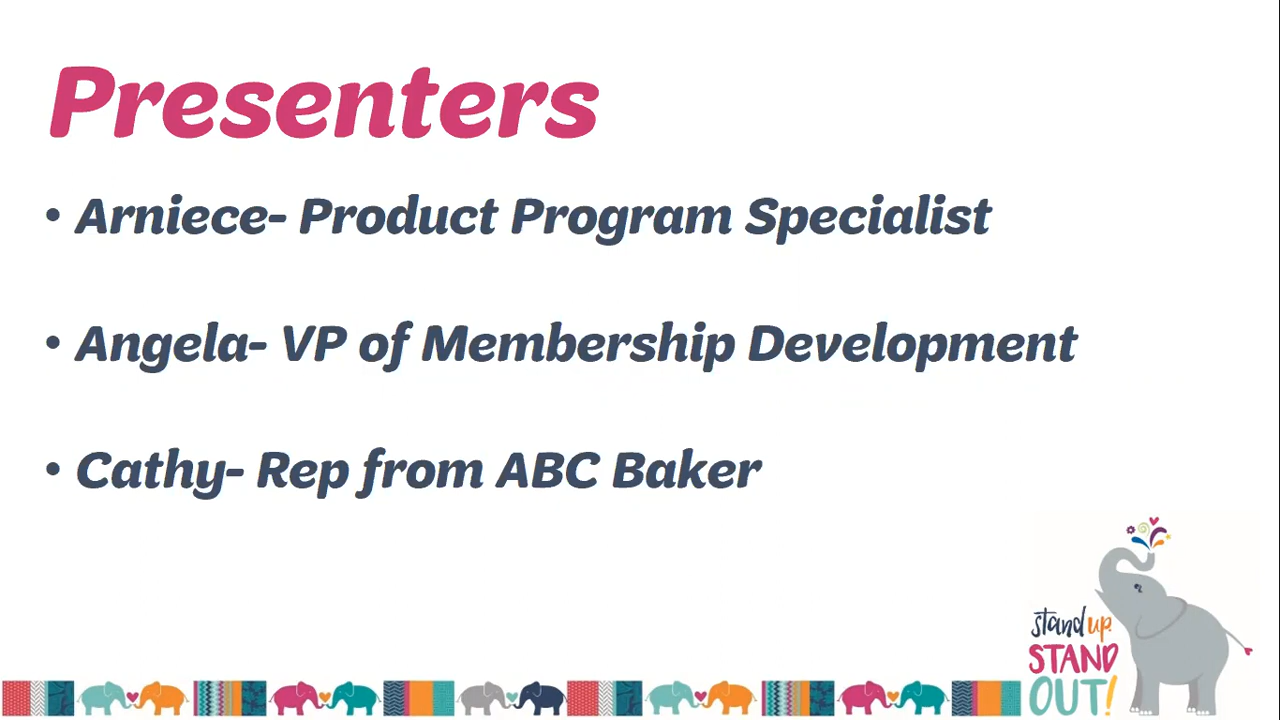 Presenters
• Arniece- Product Program Specialist
• Angela- VP of Membership Development
• Cathy- Rep from ABC Baker
stand up
STAND
OUT!